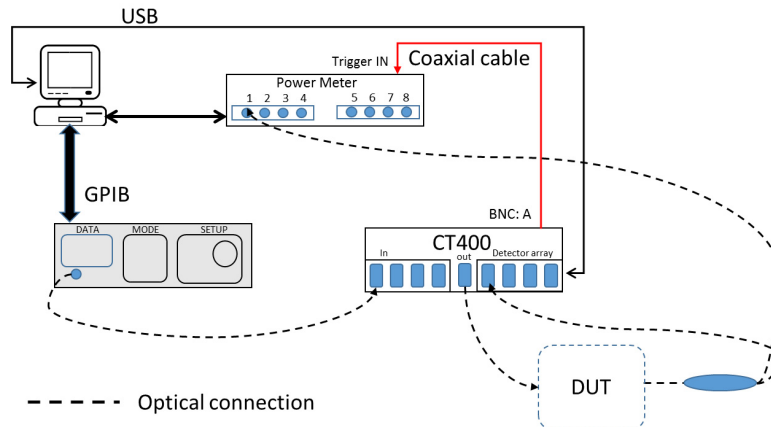 USB
Trigger IN
Coaxial cable
Power Meter
1 2 3 4 5 6 7 8
GPIB
BNC: A
DATA MODE SETUP
CT400
In out Detector array
DUT
Optical connection